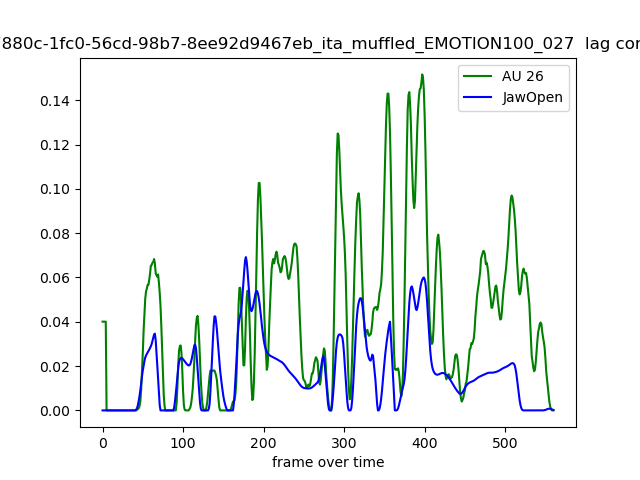 880c-1fc0-56cd-98b7-8ee92d9467eb_ita_muffled_EMOTION100_027 lag
AU 26
JawOpen
0.14
0.12
0.10
0.08
0.06
0.04
0.02
0.00
0 100 200 300 400 500
frame over time